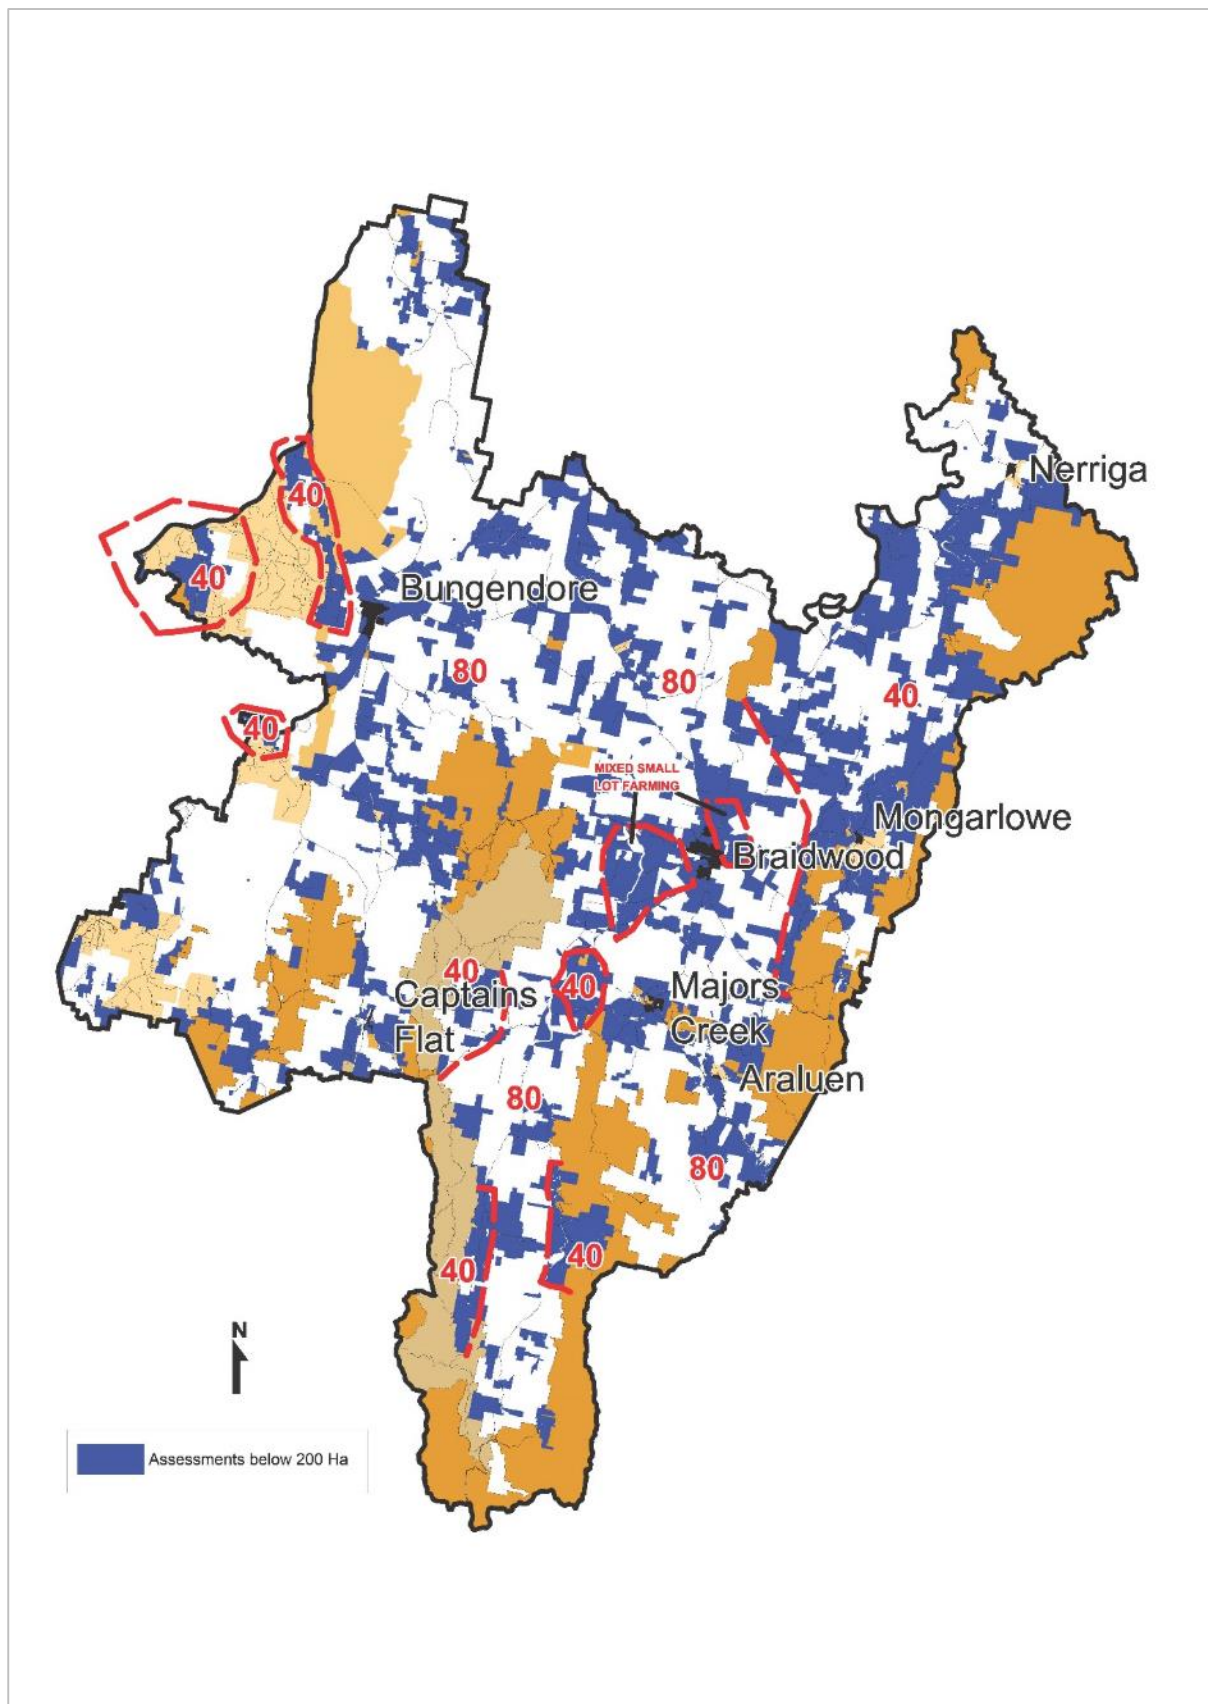 Nerriga
40
40
Bungendore
80
80
40
40
MIXED SMALL
LOT FARMING
Mongarlowe
Braidwood
40
Captains
Flat
40
Majors
Creek
Araluen
80
80
40
40
N
Assessments below 200 Ha